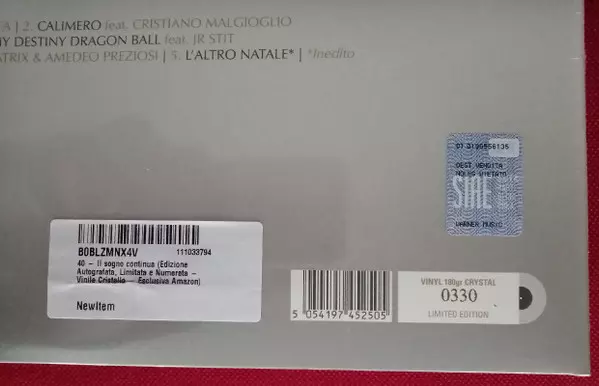 TA | 2. CALIMERO feat. CRISTIANO MALGIOGLIO
MY DESTINY DRAGON BALL feat. JR STIT
ATRIX & AMEDEO PREZIOSI | 5. L'ALTRO NATALE* | *Inedito
DEST.VENDITA
NOLEG.VIETATO
SIAE
WARNER MUSIC
B0BLZMNX4V
111033794
40 – Il sogno continua (Edizione
Autografata, Limitata e Numerata –
Vinile Cristallo – Esclusiva Amazon)
NewItem
5 054197 452505
VINYL 180gr CRYSTAL
0330
LIMITED EDITION